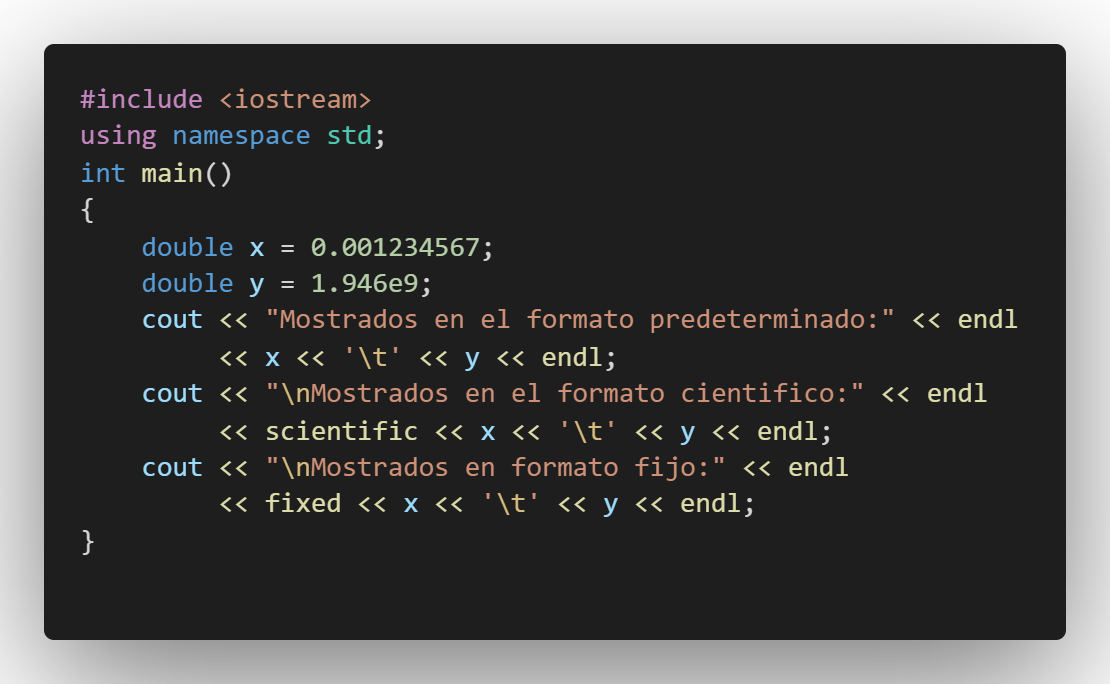 #include <iostream>
using namespace std;
int main()
{
    double x = 0.001234567;
    double y = 1.946e9;
    cout << "Mostrados en el formato predeterminado:" << endl
         << x << '\t' << y << endl;
    cout << "\nMostrados en el formato cientifico:" << endl
         << scientific << x << '\t' << y << endl;
    cout << "\nMostrados en formato fijo:" << endl
         << fixed << x << '\t' << y << endl;
}